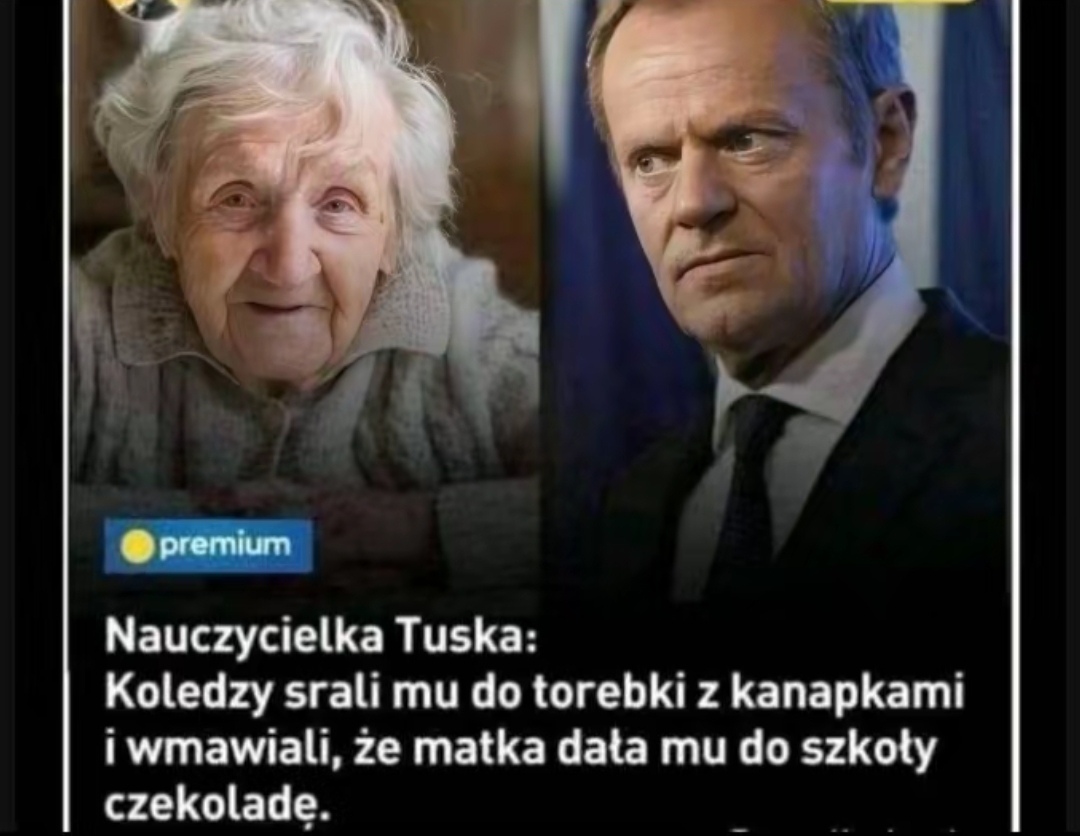 premium
Nauczycielka Tuska:
Koledzy srali mu do torebki z kanapkami
i wmawiali, że matka dała mu do szkoły
czekoladę.